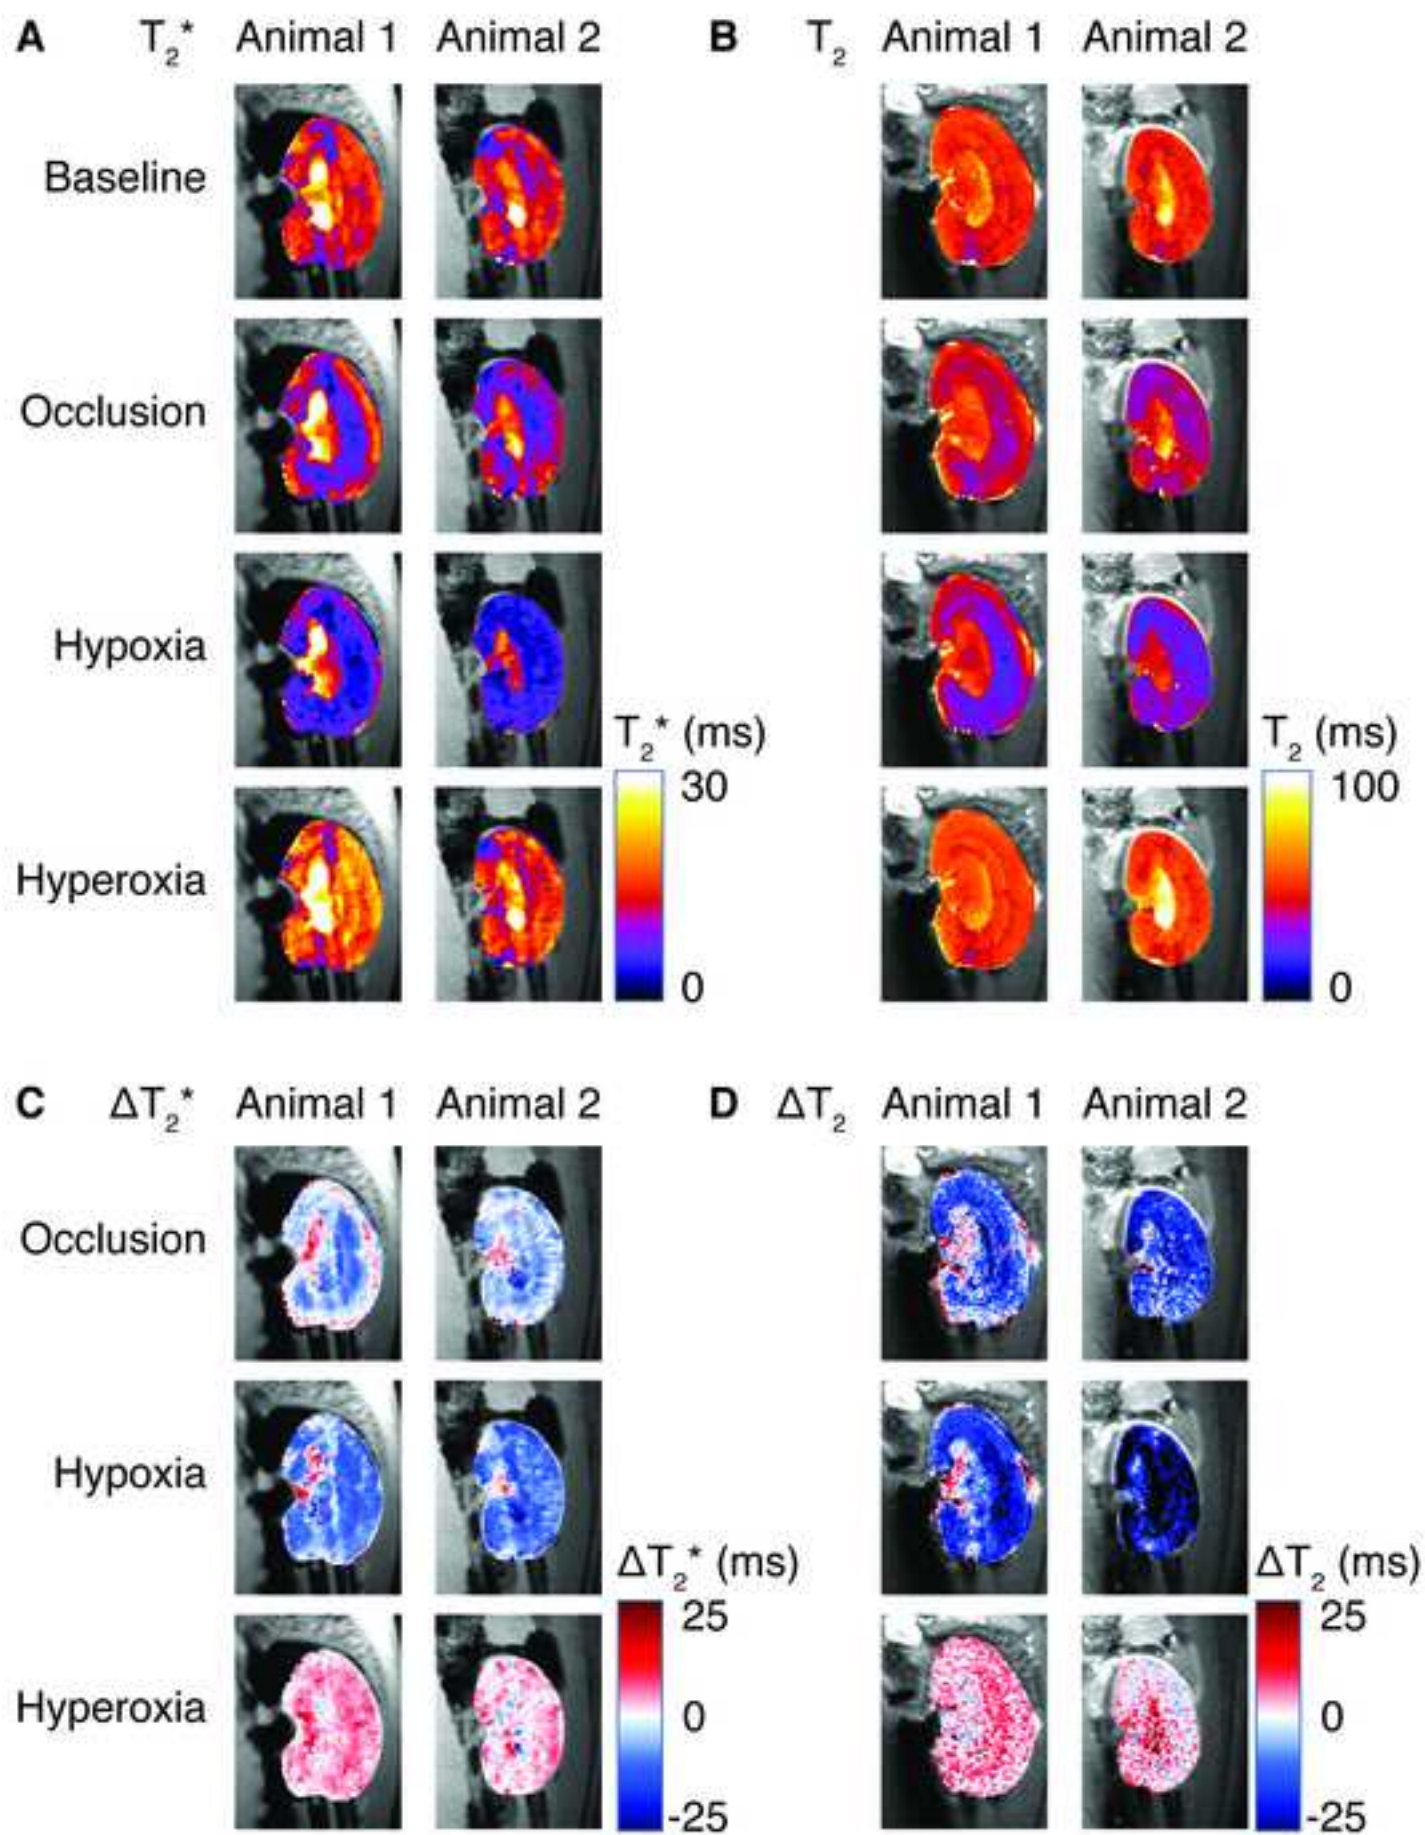 A T2* Animal 1 Animal 2 B T2 Animal 1 Animal 2
Baseline
Occlusion
Hypoxia
T2* (ms) T2 (ms)
30 100
Hyperoxia
0 0
C ΔT2* Animal 1 Animal 2 D ΔT2 Animal 1 Animal 2
Occlusion
Hypoxia
ΔT2* (ms) ΔT2 (ms)
25 25
Hyperoxia 0 0
-25 -25